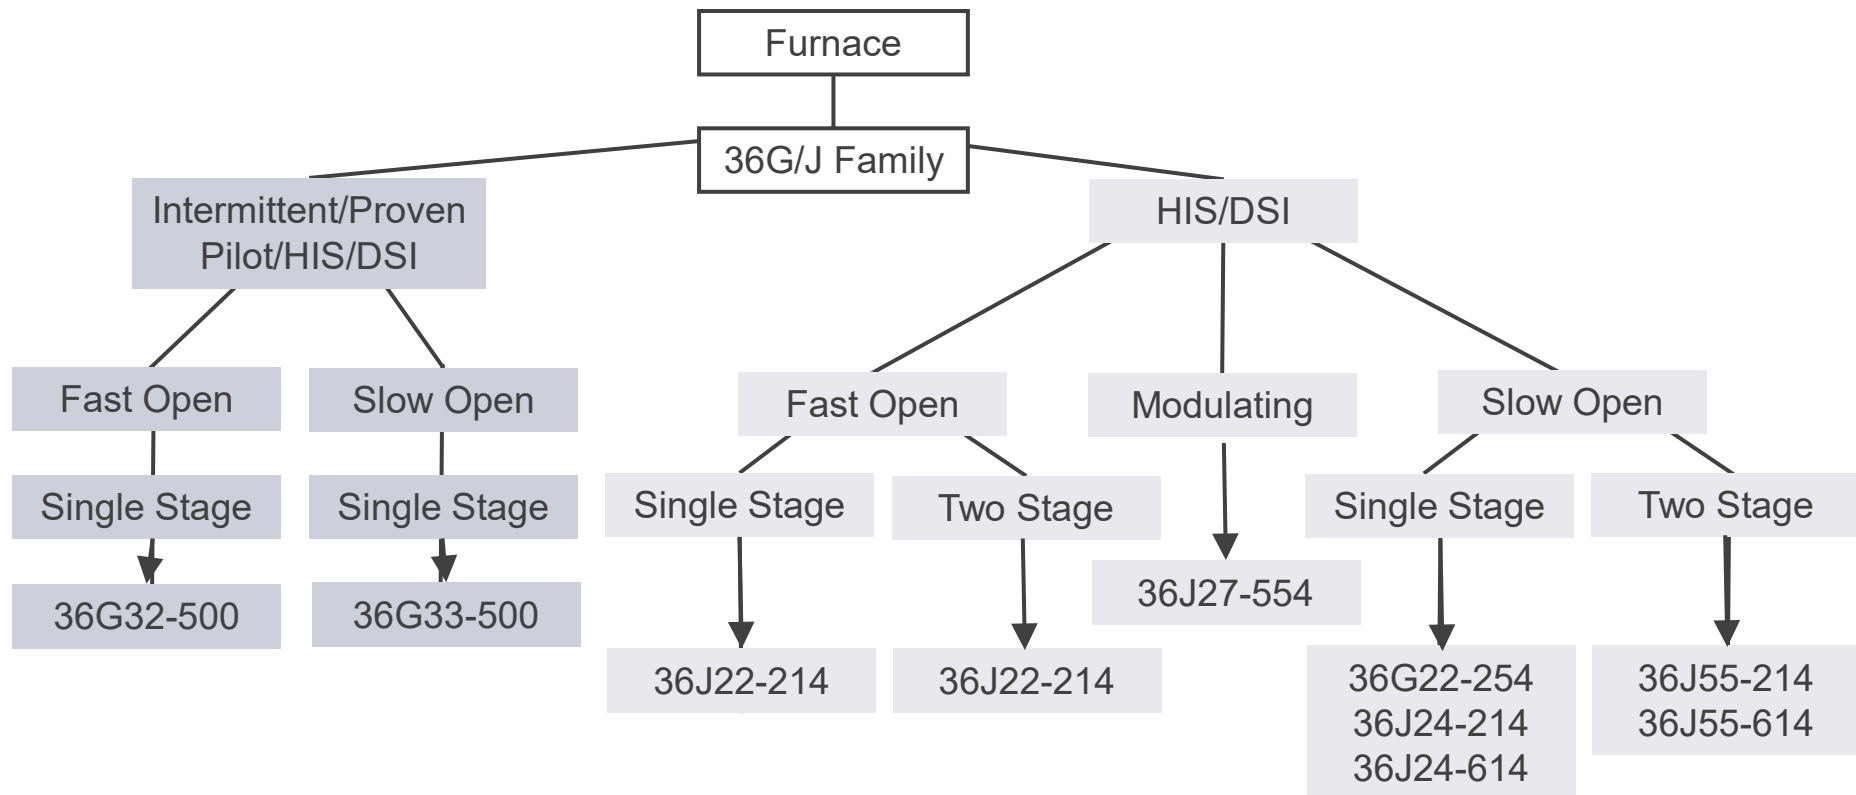 Furnace
36G/J Family
Intermittent/Proven
Pilot/HIS/DSI
HIS/DSI
Fast Open
Slow Open
Fast Open
Modulating
Slow Open
Single Stage
Single Stage
Single Stage
Two Stage
Single Stage
Two Stage
36G32-500
36G33-500
36J22-214
36J22-214
36J27-554
36G22-254
36J24-214
36J24-614
36J55-214
36J55-614